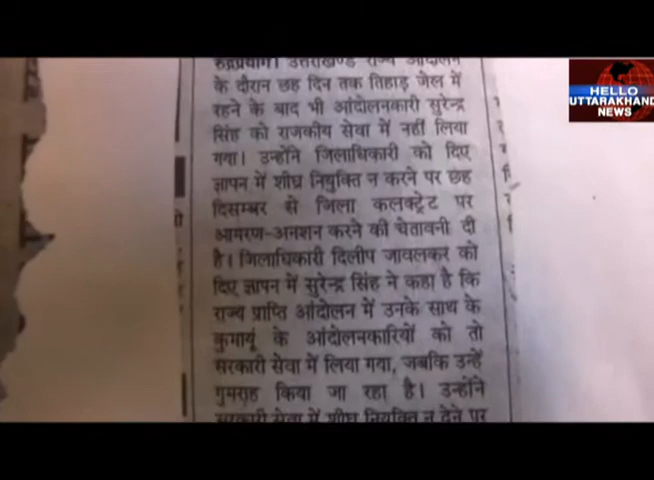 रुद्रप्रयाग। उत्तराखण्ड राज्य आंदोलन
के दौरान छह दिन तक तिहाड़ जेल में
रहने के बाद भी आंदोलनकारी सुरेन्द्र
सिंह को राजकीय सेवा में नहीं लिया
गया। उन्होंने जिलाधिकारी को दिए
ज्ञापन में शीघ्र नियुक्ति न करने पर छह
दिसम्बर से जिला कलक्ट्रेट पर
आमरण-अनशन करने की चेतावनी दी
है। जिलाधिकारी दिलीप जावलकर को
दिए ज्ञापन में सुरेन्द्र सिंह ने कहा है कि
राज्य प्राप्ति आंदोलन में उनके साथ के
कुमायूं के आंदोलनकारियों को तो
सरकारी सेवा में लिया गया, जबकि उन्हें
गुमराह किया जा रहा है। उन्होंने
सरकारी सेवा में शीघ्र नियुक्ति न देने पर
HELLO
UTTARAKHAND
NEWS